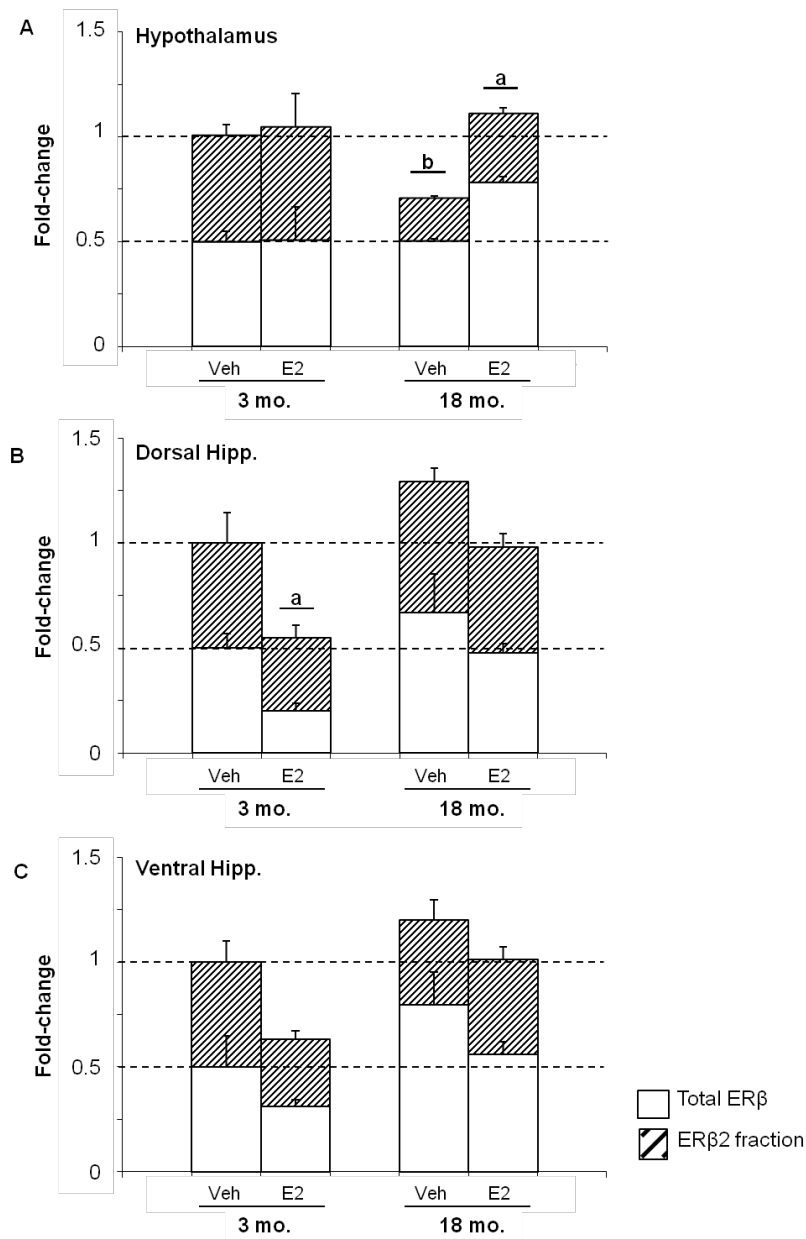 A
Hypothalamus
1.5
1
0.5
0
Fold-change
b
a
Veh E2 Veh E2
3 mo. 18 mo.
B
Dorsal Hipp.
1.5
1
0.5
0
Fold-change
a
Veh E2 Veh E2
3 mo. 18 mo.
C
Ventral Hipp.
1.5
1
0.5
0
Fold-change
Veh E2 Veh E2
3 mo. 18 mo.
Total ERβ
ERβ2 fraction